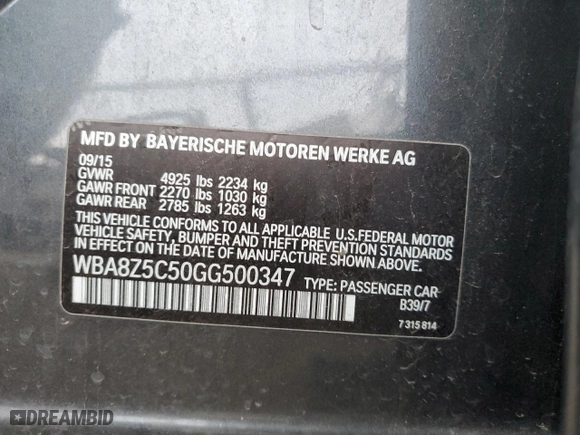 MFD BY BAYERISCHE MOTOREN WERKE AG
09/15
GVWR 4925 lbs 2234 kg
GAWR FRONT 2270 lbs 1030 kg
GAWR REAR 2785 lbs 1263 kg
THIS VEHICLE CONFORMS TO ALL APPLICABLE U.S.FEDERAL MOTOR
VEHICLE SAFETY, BUMPER AND THEFT PREVENTION STANDARDS
IN EFFECT ON THE DATE OF MANUFACTURE SHOWN ABOVE.
WBA8Z5C50GG500347 TYPE: PASSENGER CAR
B39/7
7 315 814
DREAMBID